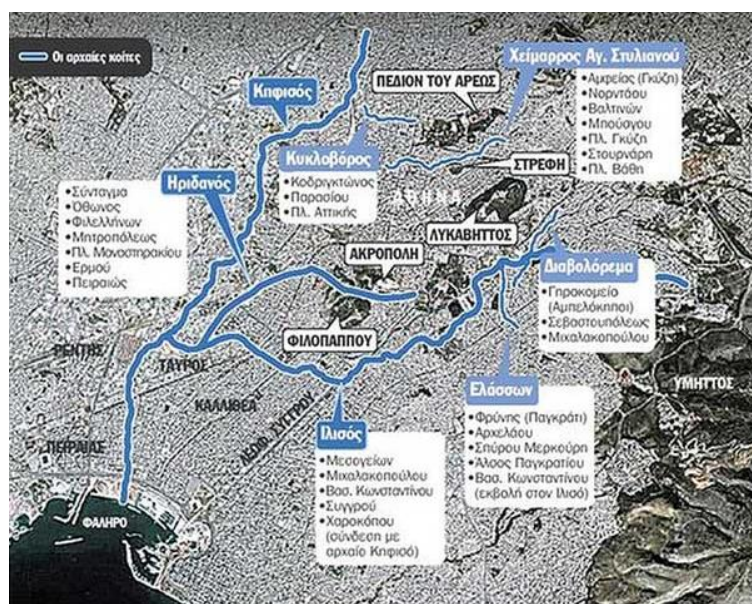 Οι αρχαίες κοίτες
Κηφισός
ΠΕΔΙΟΝ ΤΟΥ ΑΡΕΩΣ
Χείμαρρος Αγ. Στυλιανού
•Αμφείας (Γκύζη)
•Νορντάου
•Βαλτινών
•Μπούσγου
•Πλ. Γκύζη
•Στουρνάρη
•Πλ. Βάθη
Κυκλοβόρος
•Κοδριγκτώνος
•Παρασίου
•Πλ. Αττικής
ΣΤΡΕΦΗ
ΑΘΗΝΑ
ΛΥΚΑΒΗΤΤΟΣ
Ηριδανός
•Σύνταγμα
•Όθωνος
•Φιλελλήνων
•Μητροπόλεως
•Πλ. Μοναστηρακίου
•Ερμού
•Πειραιώς
ΑΚΡΟΠΟΛΗ
ΦΙΛΟΠΑΠΠΟΥ
Διαβολόρεμα
•Γηροκομείο
(Αμπελόκηποι)
•Σεβαστουπόλεως
•Μιχαλακοπούλου
ΡΕΝΤΗΣ
ΤΑΥΡΟΣ
ΚΑΛΛΙΘΕΑ
ΛΕΩΦ. ΣΥΓΓΡΟΥ
ΥΜΗΤΤΟΣ
ΠΕΙΡΑΙΑΣ
ΦΑΛΗΡΟ
Ιλισός
•Μεσογείων
•Μιχαλακοπούλου
•Βασ. Κωνσταντίνου
•Συγγρού
•Χαροκόπου
(σύνδεση με
αρχαίο Κηφισό)
Ελάσσων
•Φρύνης (Παγκράτι)
•Αρχελάου
•Σπύρου Μερκούρη
•Άλσος Παγκρατίου
•Βασ. Κωνσταντίνου
(εκβολή στον Ιλισό)